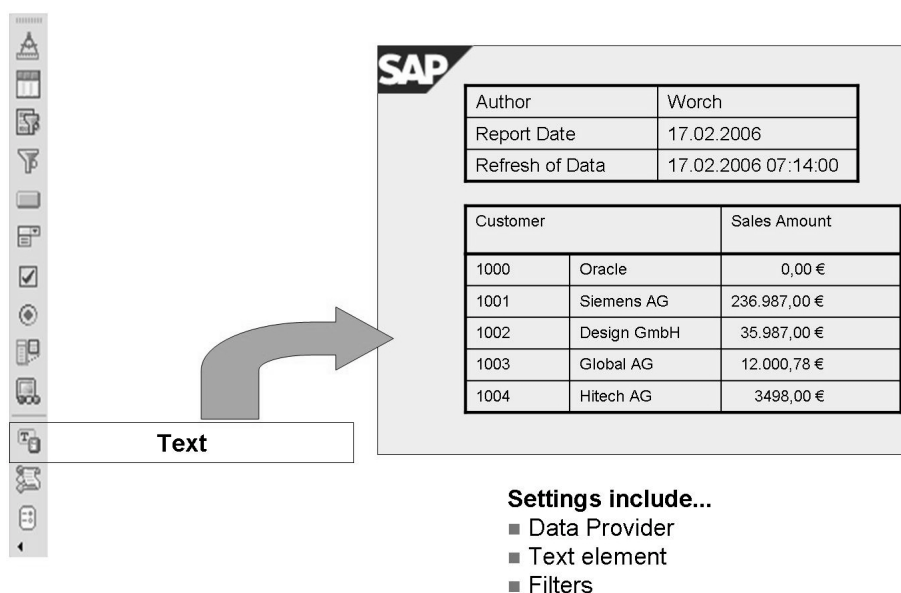 SAP
Author Worch
Report Date 17.02.2006
Refresh of Data 17.02.2006 07:14:00
Customer Sales Amount
1000 Oracle 0,00 €
1001 Siemens AG 236.987,00 €
1002 Design GmbH 35.987,00 €
1003 Global AG 12.000,78 €
1004 Hitech AG 3498,00 €
Text
Settings include...
Data Provider
Text element
Filters